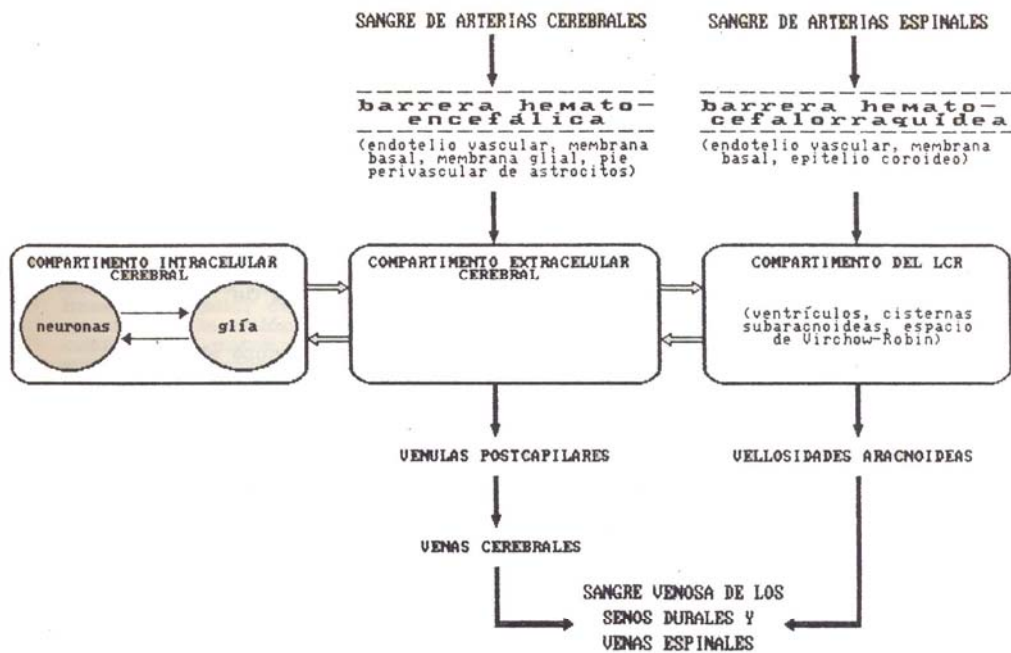 SANGRE DE ARTERIAS CEREBRALES
SANGRE DE ARTERIAS ESPINALES
barrera hemato-
encefálica
(endotelio vascular, membrana
basal, membrana glial, pie
perivascular de astrocitos)
barrera hemato-
cefalorraquídea
(endotelio vascular, membrana
basal, epitelio coroideo)
COMPARTIMENTO INTRACELULAR
CEREBRAL
neuronas
glía
COMPARTIMENTO EXTRACELULAR
CEREBRAL
COMPARTIMENTO DEL LCR
(ventrículos, cisternas
subaracnoideas, espacio
de Virchow-Robin)
VENULAS POSTCAPILARES
VELLOSIDADES ARACNOIDEAS
VENAS CEREBRALES
SANGRE VENOSA DE LOS
SENOS DURALES Y
VENAS ESPINALES